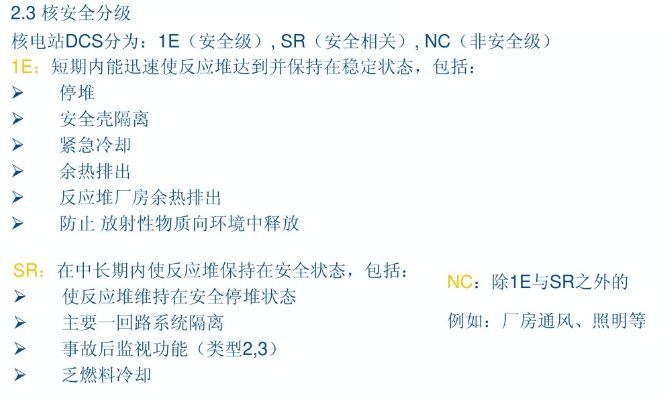 2.3 核安全分级
核电站DCS分为：1E（安全级）, SR（安全相关）, NC（非安全级）
1E：短期内能迅速使反应堆达到并保持在稳定状态，包括：
➢ 停堆
➢ 安全壳隔离
➢ 紧急冷却
➢ 余热排出
➢ 反应堆厂房余热排出
➢ 防止 放射性物质向环境中释放
SR：在中长期内使反应堆保持在安全状态，包括：
➢ 使反应堆维持在安全停堆状态
➢ 主要一回路系统隔离
➢ 事故后监视功能（类型2,3）
➢ 乏燃料冷却
NC：除1E与SR之外的
例如：厂房通风、照明等